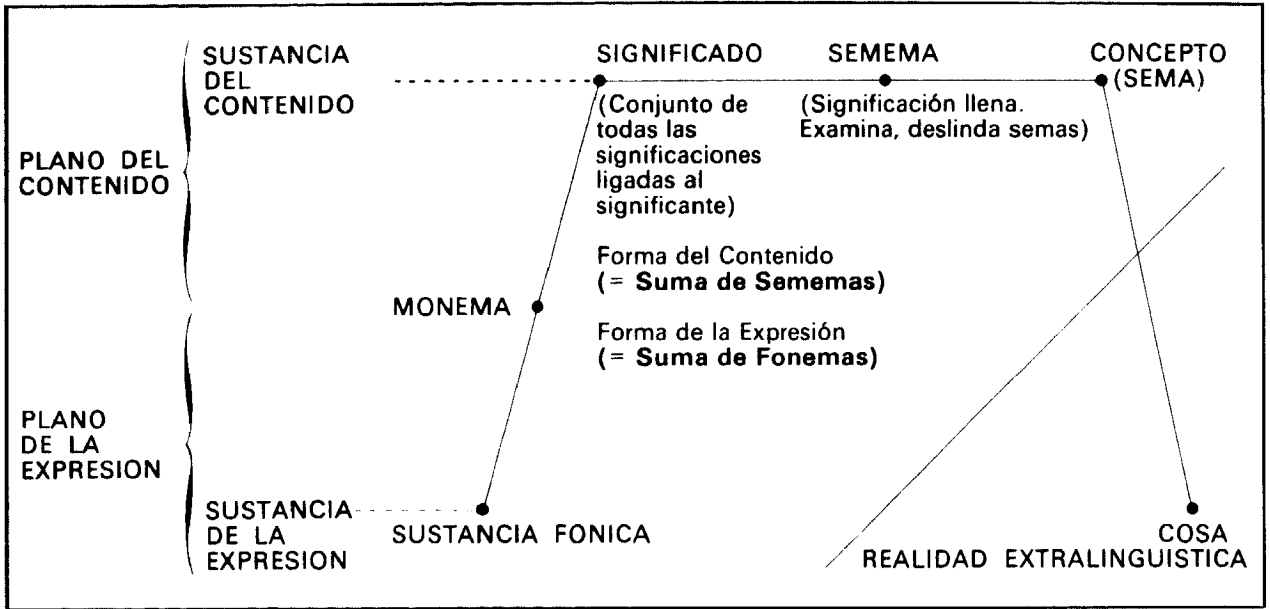 SUSTANCIA
DEL
CONTENIDO
SIGNIFICADO
SEMEMA
CONCEPTO
(SEMA)
(Conjunto de
todas las
significaciones
ligadas al
significante)
(Significación llena.
Examina, deslinda semas)
PLANO DEL
CONTENIDO
Forma del Contenido
(= Suma de Sememas)
MONEMA
Forma de la Expresión
(= Suma de Fonemas)
PLANO
DE LA
EXPRESION
SUSTANCIA
DE LA
EXPRESION
SUSTANCIA FONICA
COSA
REALIDAD EXTRALINGUISTICA